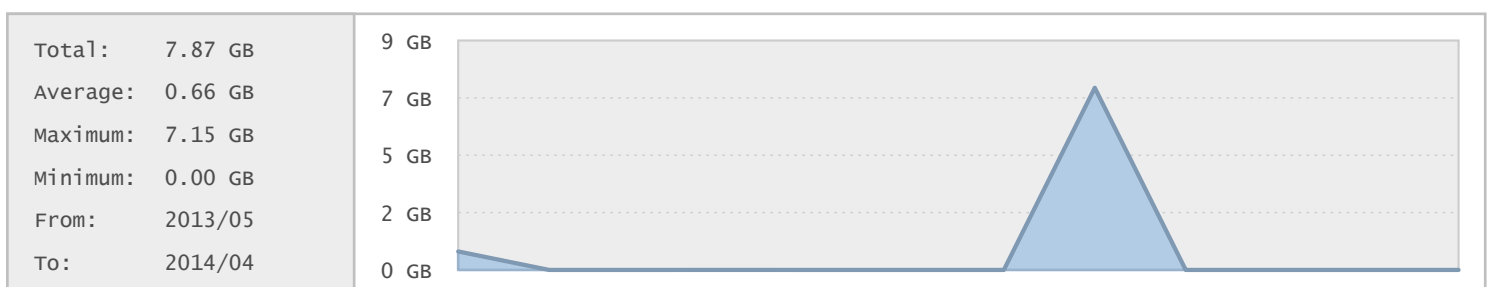 Total: 7.87 GB
Average: 0.66 GB
Maximum: 7.15 GB
Minimum: 0.00 GB
From: 2013/05
To: 2014/04
9 GB
7 GB
5 GB
2 GB
0 GB